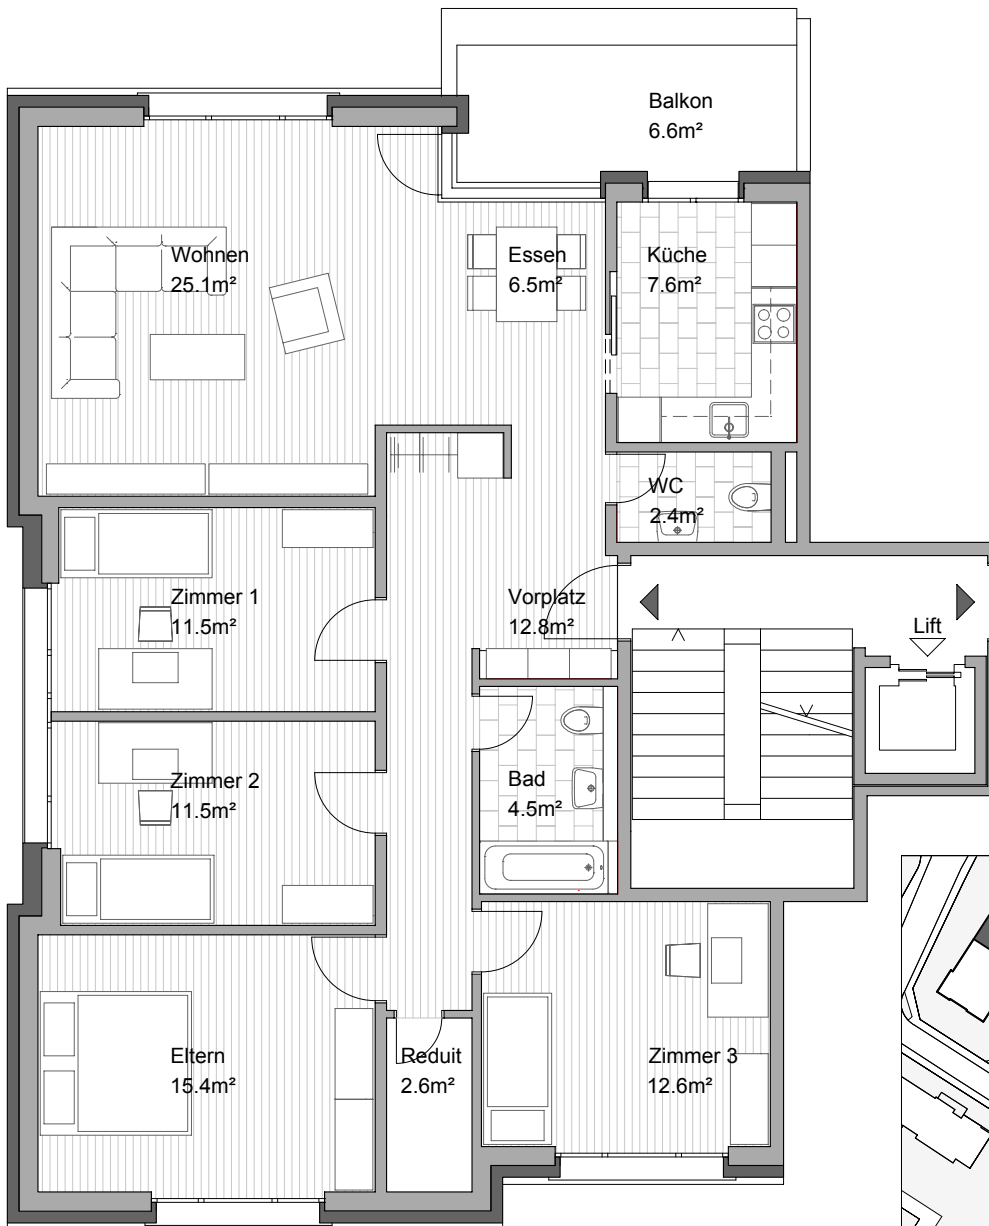 Balkon
6.6m²
Wohnen
25.1m²
Essen
6.5m²
Küche
7.6m²
WC
2.4m²
Zimmer 1
11.5m²
Vorplatz
12.8m²
Lift
Zimmer 2
11.5m²
Bad
4.5m²
Eltern
15.4m²
Reduit
2.6m²
Zimmer 3
12.6m²